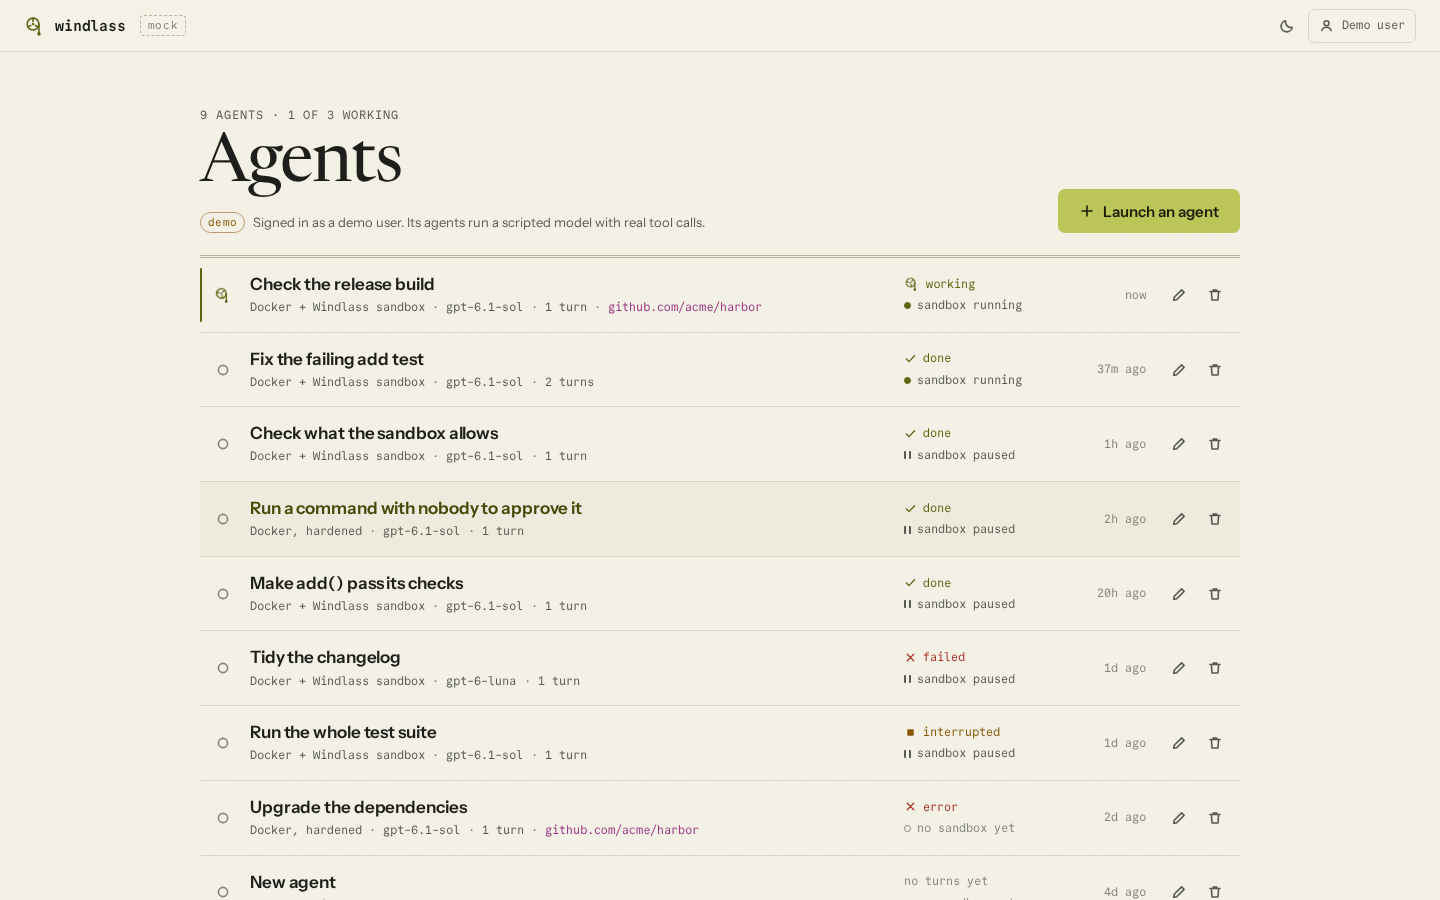 windlass mock
Demo user
9 AGENTS · 1 OF 3 WORKING
Agents
demo Signed in as a demo user. Its agents run a scripted model with real tool calls.
+ Launch an agent
Check the release build
Docker + Windlass sandbox · gpt-6.1-sol · 1 turn · github.com/acme/harbor
working
sandbox running
now
Fix the failing add test
Docker + Windlass sandbox · gpt-6.1-sol · 2 turns
done
sandbox running
37m ago
Check what the sandbox allows
Docker + Windlass sandbox · gpt-6.1-sol · 1 turn
done
sandbox paused
1h ago
Run a command with nobody to approve it
Docker, hardened · gpt-6.1-sol · 1 turn
done
sandbox paused
2h ago
Make add() pass its checks
Docker + Windlass sandbox · gpt-6.1-sol · 1 turn
done
sandbox paused
20h ago
Tidy the changelog
Docker + Windlass sandbox · gpt-6-luna · 1 turn
failed
sandbox paused
1d ago
Run the whole test suite
Docker + Windlass sandbox · gpt-6.1-sol · 1 turn
interrupted
sandbox paused
1d ago
Upgrade the dependencies
Docker, hardened · gpt-6.1-sol · 1 turn · github.com/acme/harbor
error
no sandbox yet
2d ago
New agent
no turns yet
4d ago